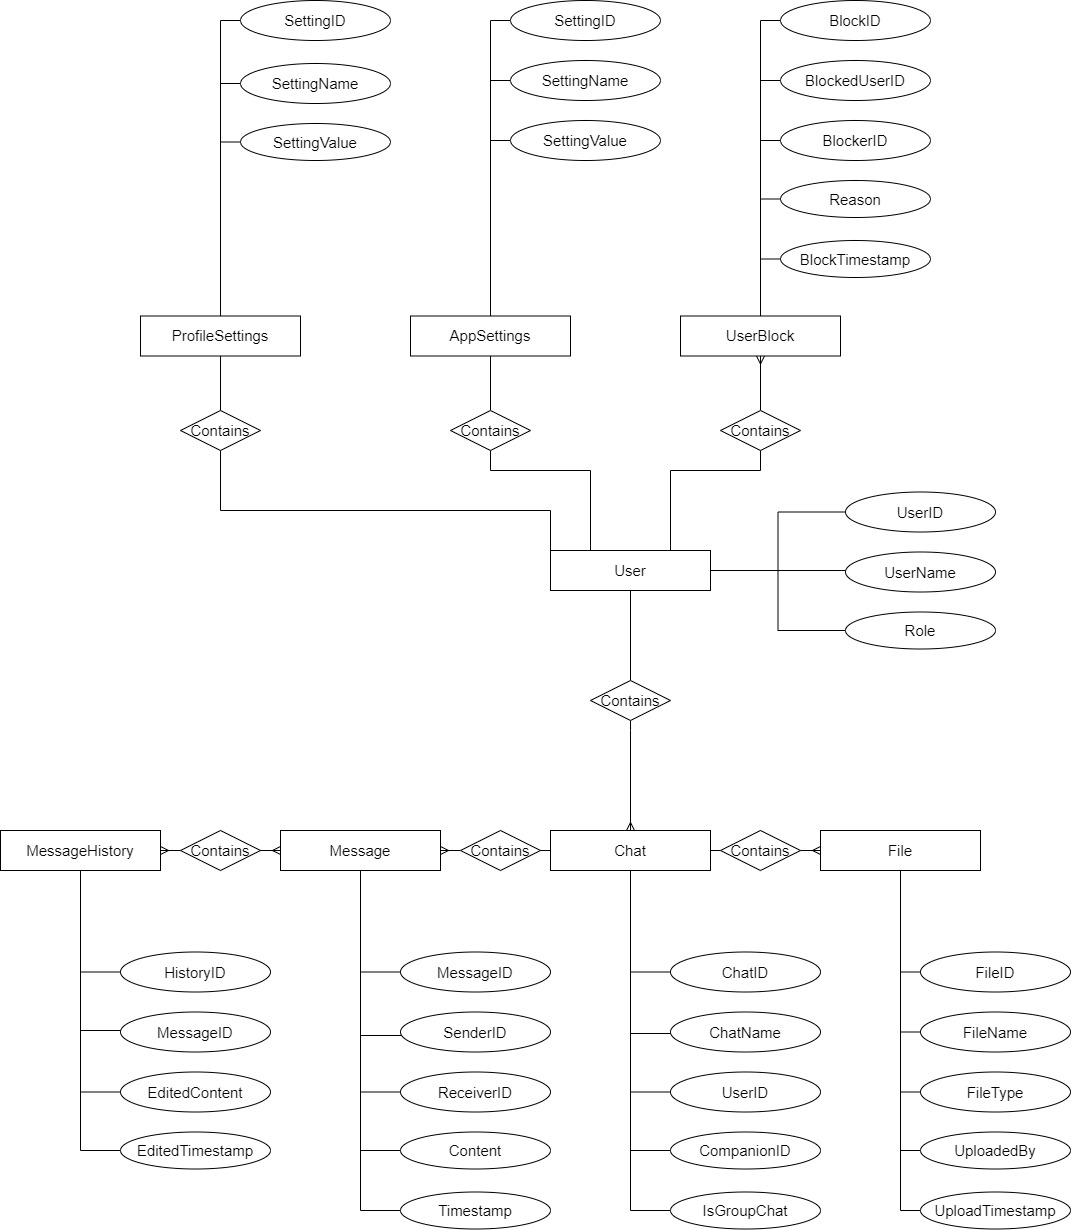 SettingID
SettingID
BlockID
SettingName
SettingName
BlockedUserID
SettingValue
SettingValue
BlockerID
Reason
BlockTimestamp
ProfileSettings
AppSettings
UserBlock
Contains
Contains
Contains
UserID
User
UserName
Role
Contains
MessageHistory
Contains
Message
Contains
Chat
Contains
File
HistoryID
MessageID
ChatID
FileID
MessageID
SenderID
ChatName
FileName
EditedContent
ReceiverID
UserID
FileType
EditedTimestamp
Content
CompanionID
UploadedBy
Timestamp
IsGroupChat
UploadTimestamp